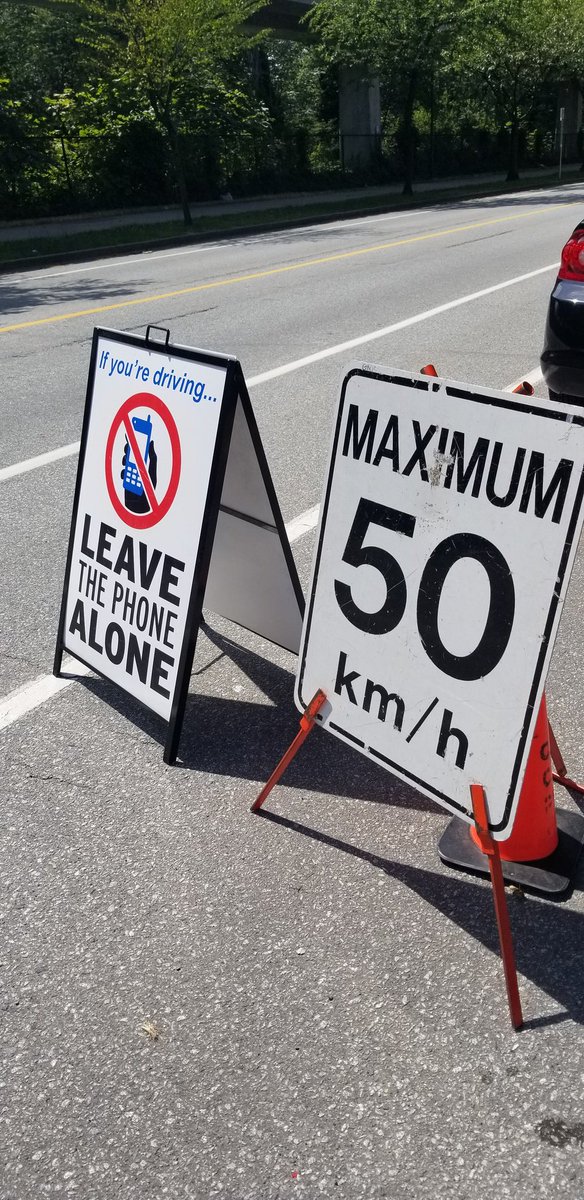 If you're driving...
LEAVE
THE PHONE
ALONE
MAXIMUM
50
km/h